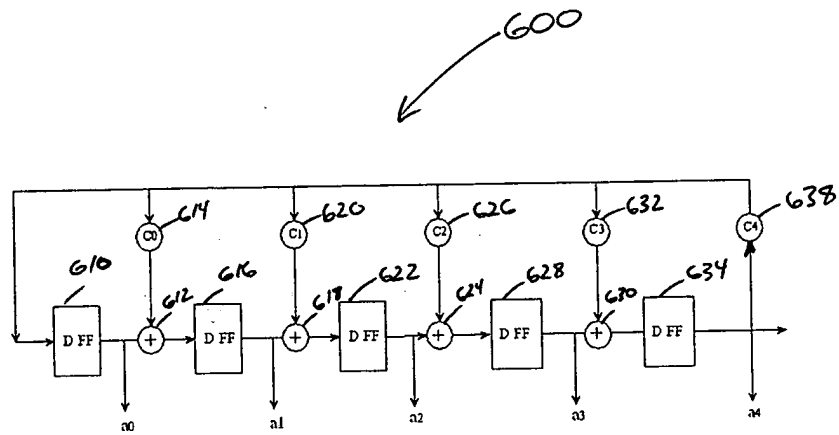 600
C0 614
C1 620
C2 626
C3 632
C4 638
610
616
622
628
634
612
618
624
630
D FF
D FF
D FF
D FF
D FF
+
+
+
+
a0
a1
a2
a3
a4